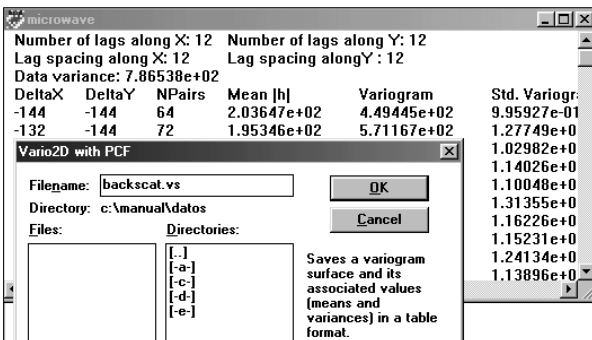 microwave
Number of lags along X: 12 Number of lags along Y: 12
Lag spacing along X: 12 Lag spacing alongY : 12
Data variance: 7.86538e+02
DeltaX DeltaY NPairs Mean |h| Variogram Std. Variogr
-144 -144 64 2.03647e+02 4.49445e+02 9.95927e-01
-132 -144 72 1.95346e+02 5.71167e+02 1.27749e+0
1.02982e+0
1.14026e+0
1.10048e+0
1.31355e+0
1.16226e+0
1.15231e+0
1.24134e+0
1.13896e+0
Vario2D with PCF
Filename: backscat.vs
OK
Directory: c:\manual\datos
Cancel
Files: Directories:
[..]
[-a-]
[-c-]
[-d-]
[-e-]
Saves a variogram
surface and its
associated values
(means and
variances) in a table
format.